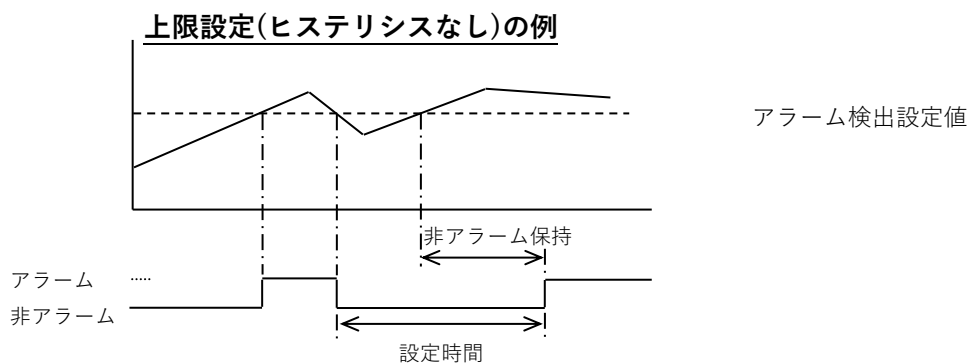 上限設定(ヒステリシスなし)の例
アラーム検出設定値
非アラーム保持
アラーム
非アラーム
設定時間